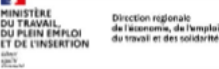 MINISTÈRE
DU TRAVAIL,
DU PLEIN EMPLOI
ET DE L'INSERTION
Direction régionale
de l'économie, de l'emploi
du travail et des solidarité